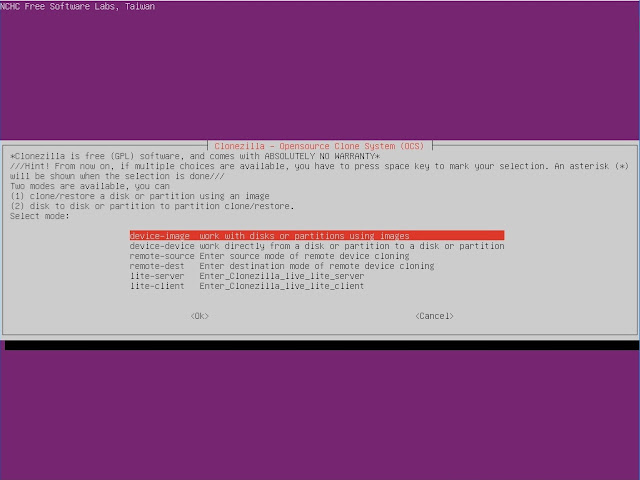 NCHC Free Software Labs, Taiwan
Clonezilla - Opensource Clone System (OCS)
*Clonezilla is free (GPL) software, and comes with ABSOLUTELY NO WARRANTY*
///Hint! From now on, if multiple choices are available, you have to press space key to mark your selection. An asterisk (*)
will be shown when the selection is done///
Two modes are available, you can
(1) clone/restore a disk or partition using an image
(2) disk to disk or partition to partition clone/restore.
Select mode:
device-image work with disks or partitions using images
device-device work directly from a disk or partition to a disk or partition
remote-source Enter source mode of remote device cloning
remote-dest Enter destination mode of remote device cloning
lite-server Enter_Clonezilla_live_lite_server
lite-client Enter_Clonezilla_live_lite_client
<Ok> <Cancel>